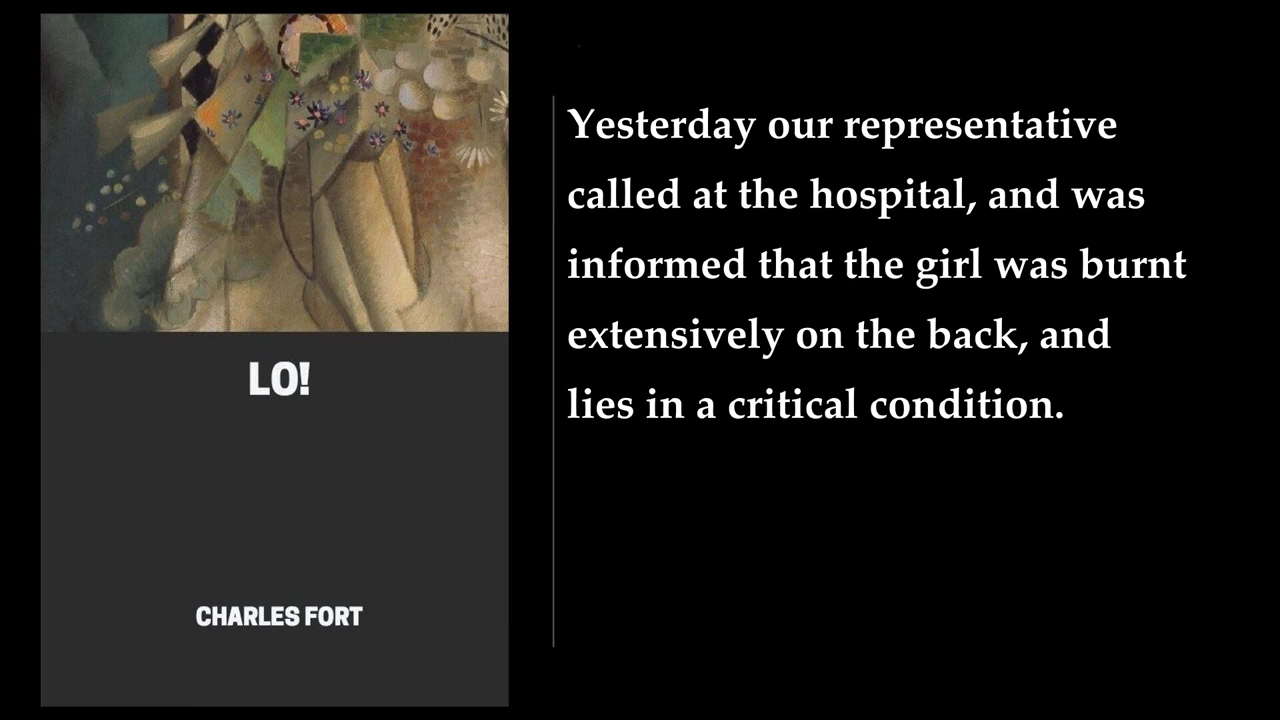 LO!
CHARLES FORT
Yesterday our representative
called at the hospital, and was
informed that the girl was burnt
extensively on the back, and
lies in a critical condition.